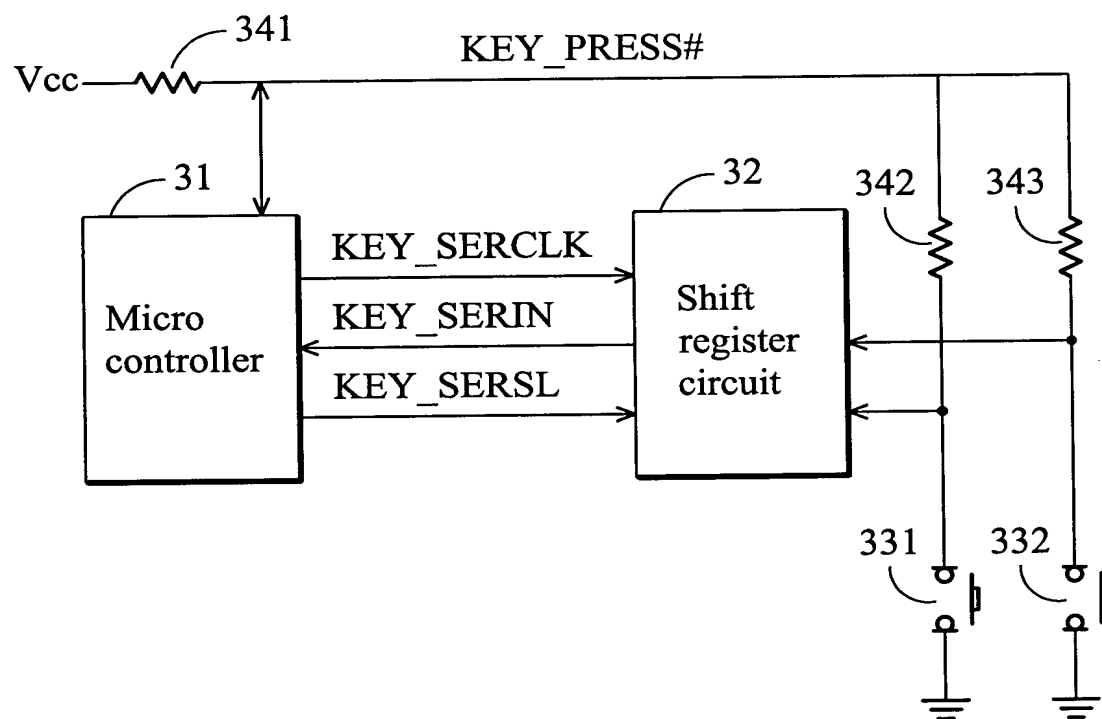 341
KEY_PRESS#
Vcc
31
32
342
343
KEY_SERCLK
Micro
controller
KEY_SERIN
Shift
register
circuit
KEY_SERSL
331
332